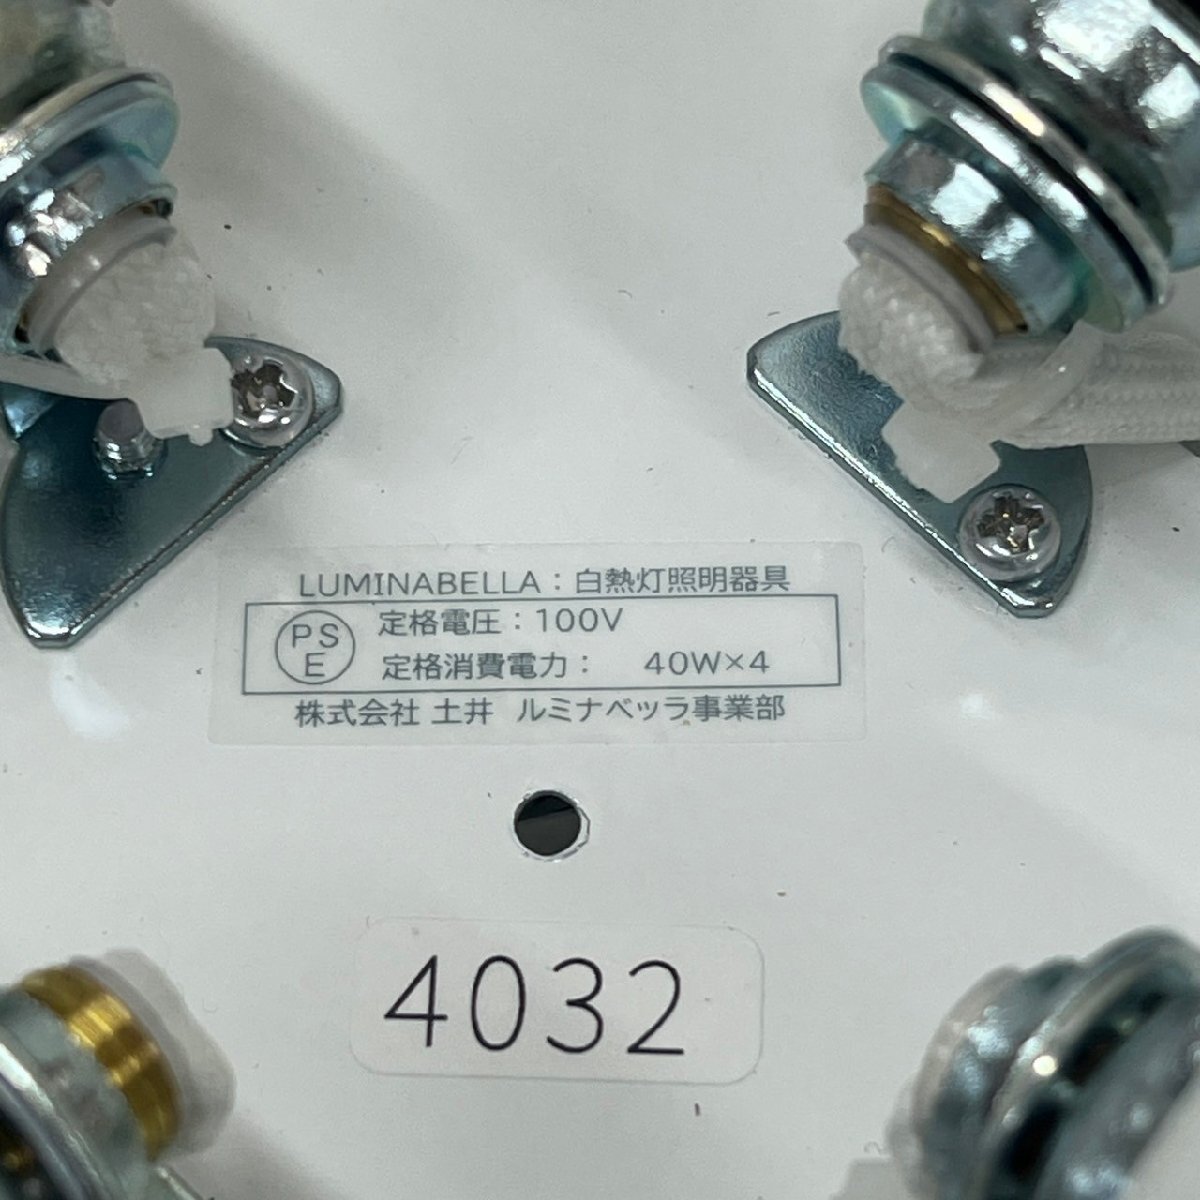 LUMINABELLA：白熱灯照明器具
PS
E
定格電圧：100V
定格消費電力：　40W×4
株式会社 土井　ルミナベッラ事業部
4032